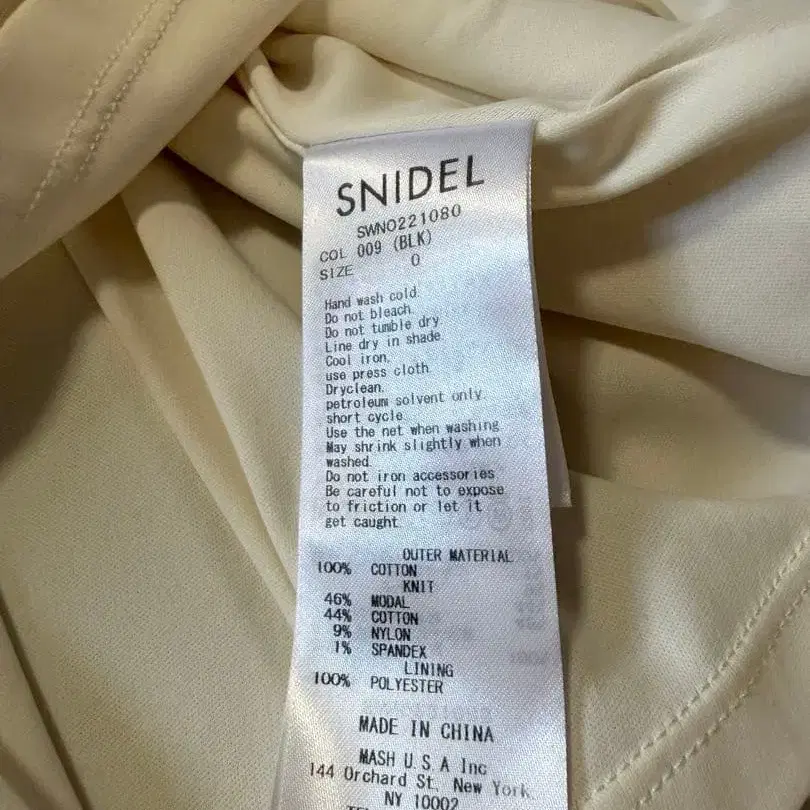 SNIDEL
SWNO221080
COL 009 (BLK)
SIZE 0
Hand wash cold.
Do not bleach.
Do not tumble dry
Line dry in shade
Cool iron.
use press cloth.
Dryclean.
petroleum solvent only.
short cycle
Use the net when washing
May shrink slightly when
washed
Do not iron accessories
Be careful not to expose
to friction or let it
get caught.
OUTER MATERIAL
100% COTTON
KNIT
46% MODAL
44% COTTON
9% NYLON
1% SPANDEX
LINING
100% POLYESTER
MADE IN CHINA
MASH U.S.A Inc
144 Orchard St. New York.
NY 10002